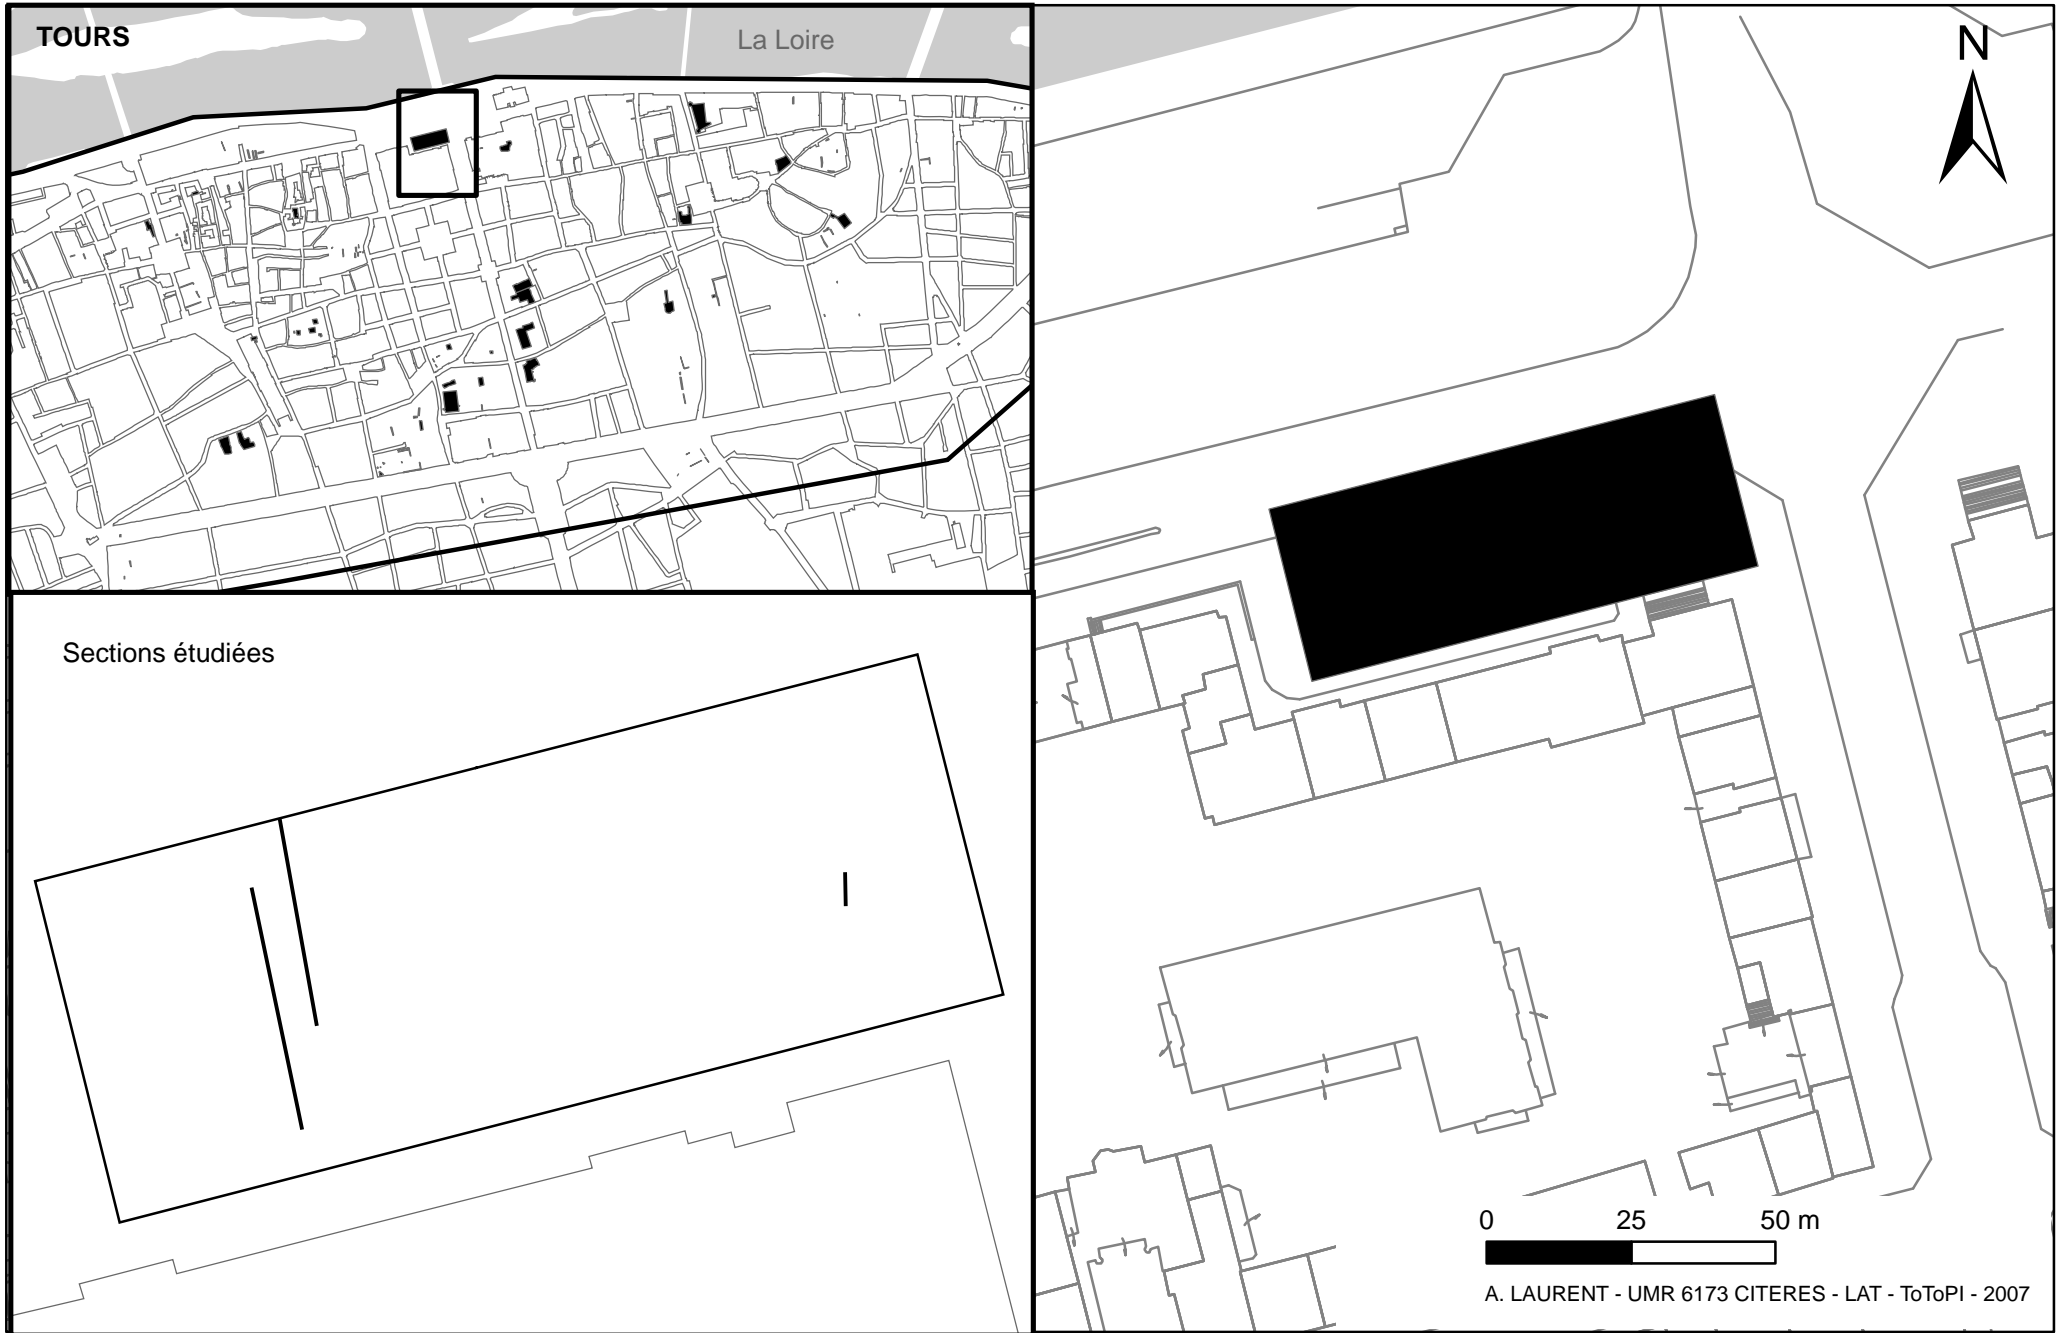 TOURS
La Loire
N
Sections étudiées
0 25 50 m
A. LAURENT - UMR 6173 CITERES - LAT - ToToPI - 2007